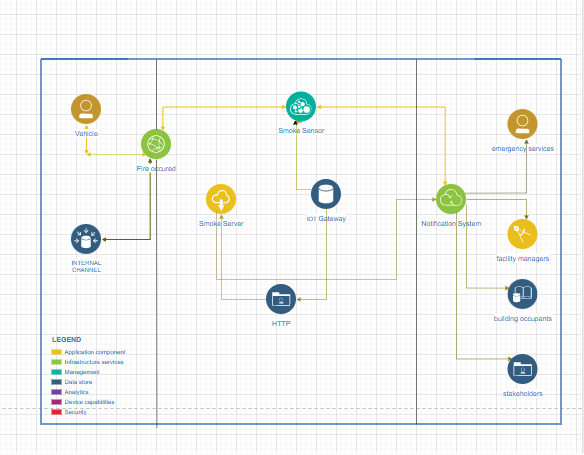 Vehicle
Fire occured
Smoke Sensor
emergency services
Smoke Server
IOT Gateway
Notification System
INTERNAL
CHANNEL
facility managers
HTTP
building occupants
stakeholders
LEGEND
Application component
Infrastructure services
Management
Data store
Analytics
Device capabilities
Security